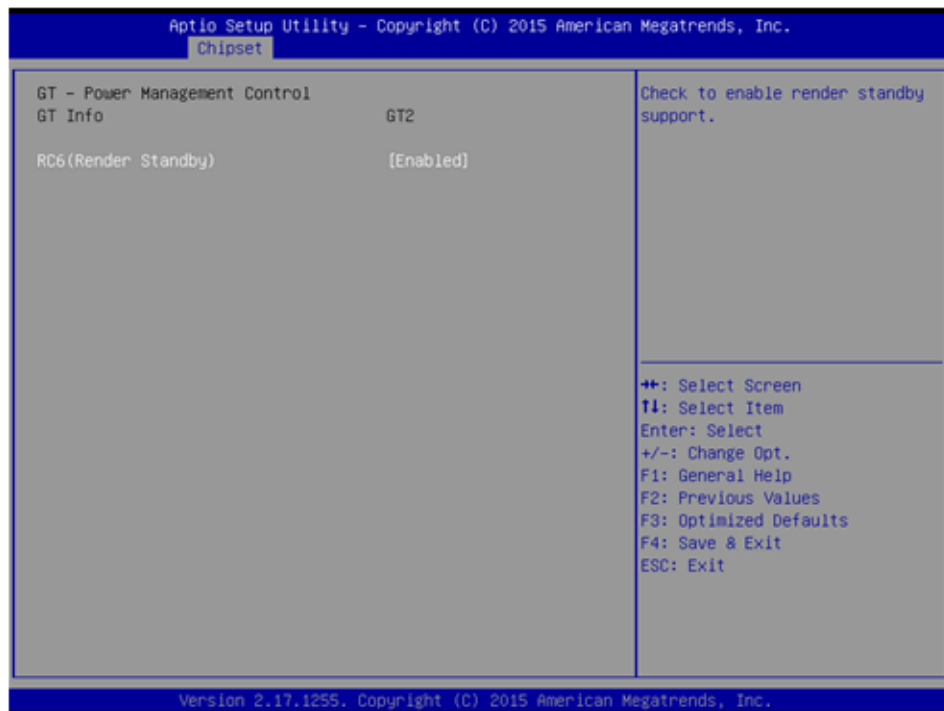 Aptio Setup Utility – Copyright (C) 2015 American Megatrends, Inc.
Chipset
GT – Power Management Control
GT Info GT2
RC6(Render Standby) [Enabled]
Check to enable render standby
support.
→←: Select Screen
↑↓: Select Item
Enter: Select
+/-: Change Opt.
F1: General Help
F2: Previous Values
F3: Optimized Defaults
F4: Save & Exit
ESC: Exit
Version 2.17.1255. Copyright (C) 2015 American Megatrends, Inc.